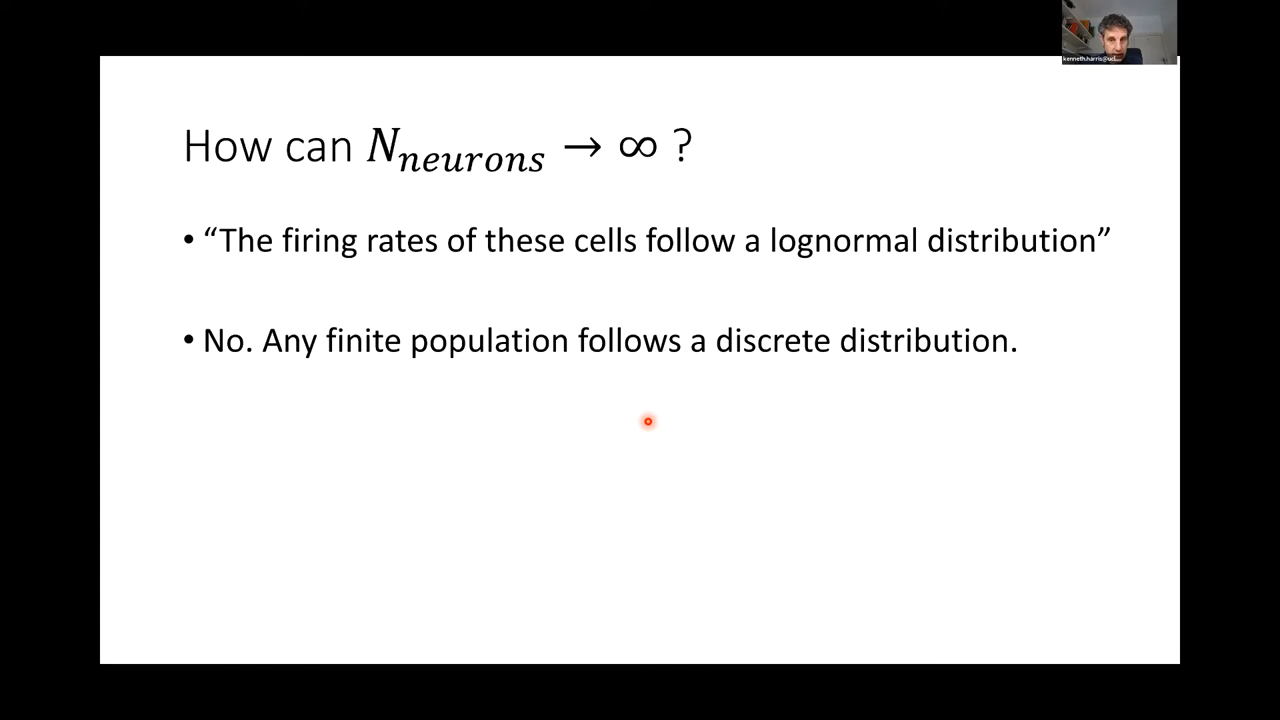 kenneth.harris@ucl...
How can N_neurons → ∞ ?
• “The firing rates of these cells follow a lognormal distribution”
• No. Any finite population follows a discrete distribution.